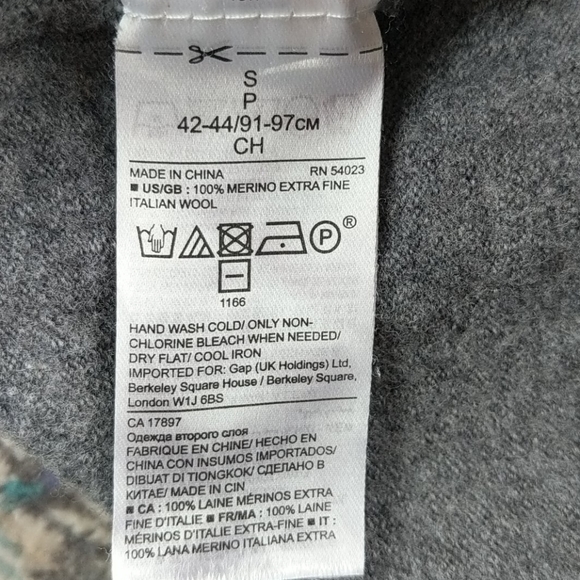 S
P
42-44/91-97см
CH
MADE IN CHINA RN 54023
■ US/GB : 100% MERINO EXTRA FINE
ITALIAN WOOL
P ®
1166
HAND WASH COLD/ ONLY NON-
CHLORINE BLEACH WHEN NEEDED/
DRY FLAT/ COOL IRON
IMPORTED FOR: Gap (UK Holdings) Ltd,
Berkeley Square House / Berkeley Square,
London W1J 6BS
CA 17897
Одежда второго слоя
FABRIQUE EN CHINE/ HECHO EN
CHINA CON INSUMOS IMPORTADOS/
DIBUAT DI TIONGKOK/ СДЕЛАНО В
КИТАЕ/ MADE IN CIN
■ CA : 100% LAINE MÉRINOS EXTRA
FINE D'ITALIE ■ FR/MA : 100% LAINE
MÉRINOS D'ITALIE EXTRA-FINE ■ IT :
100% LANA MERINO ITALIANA EXTRA